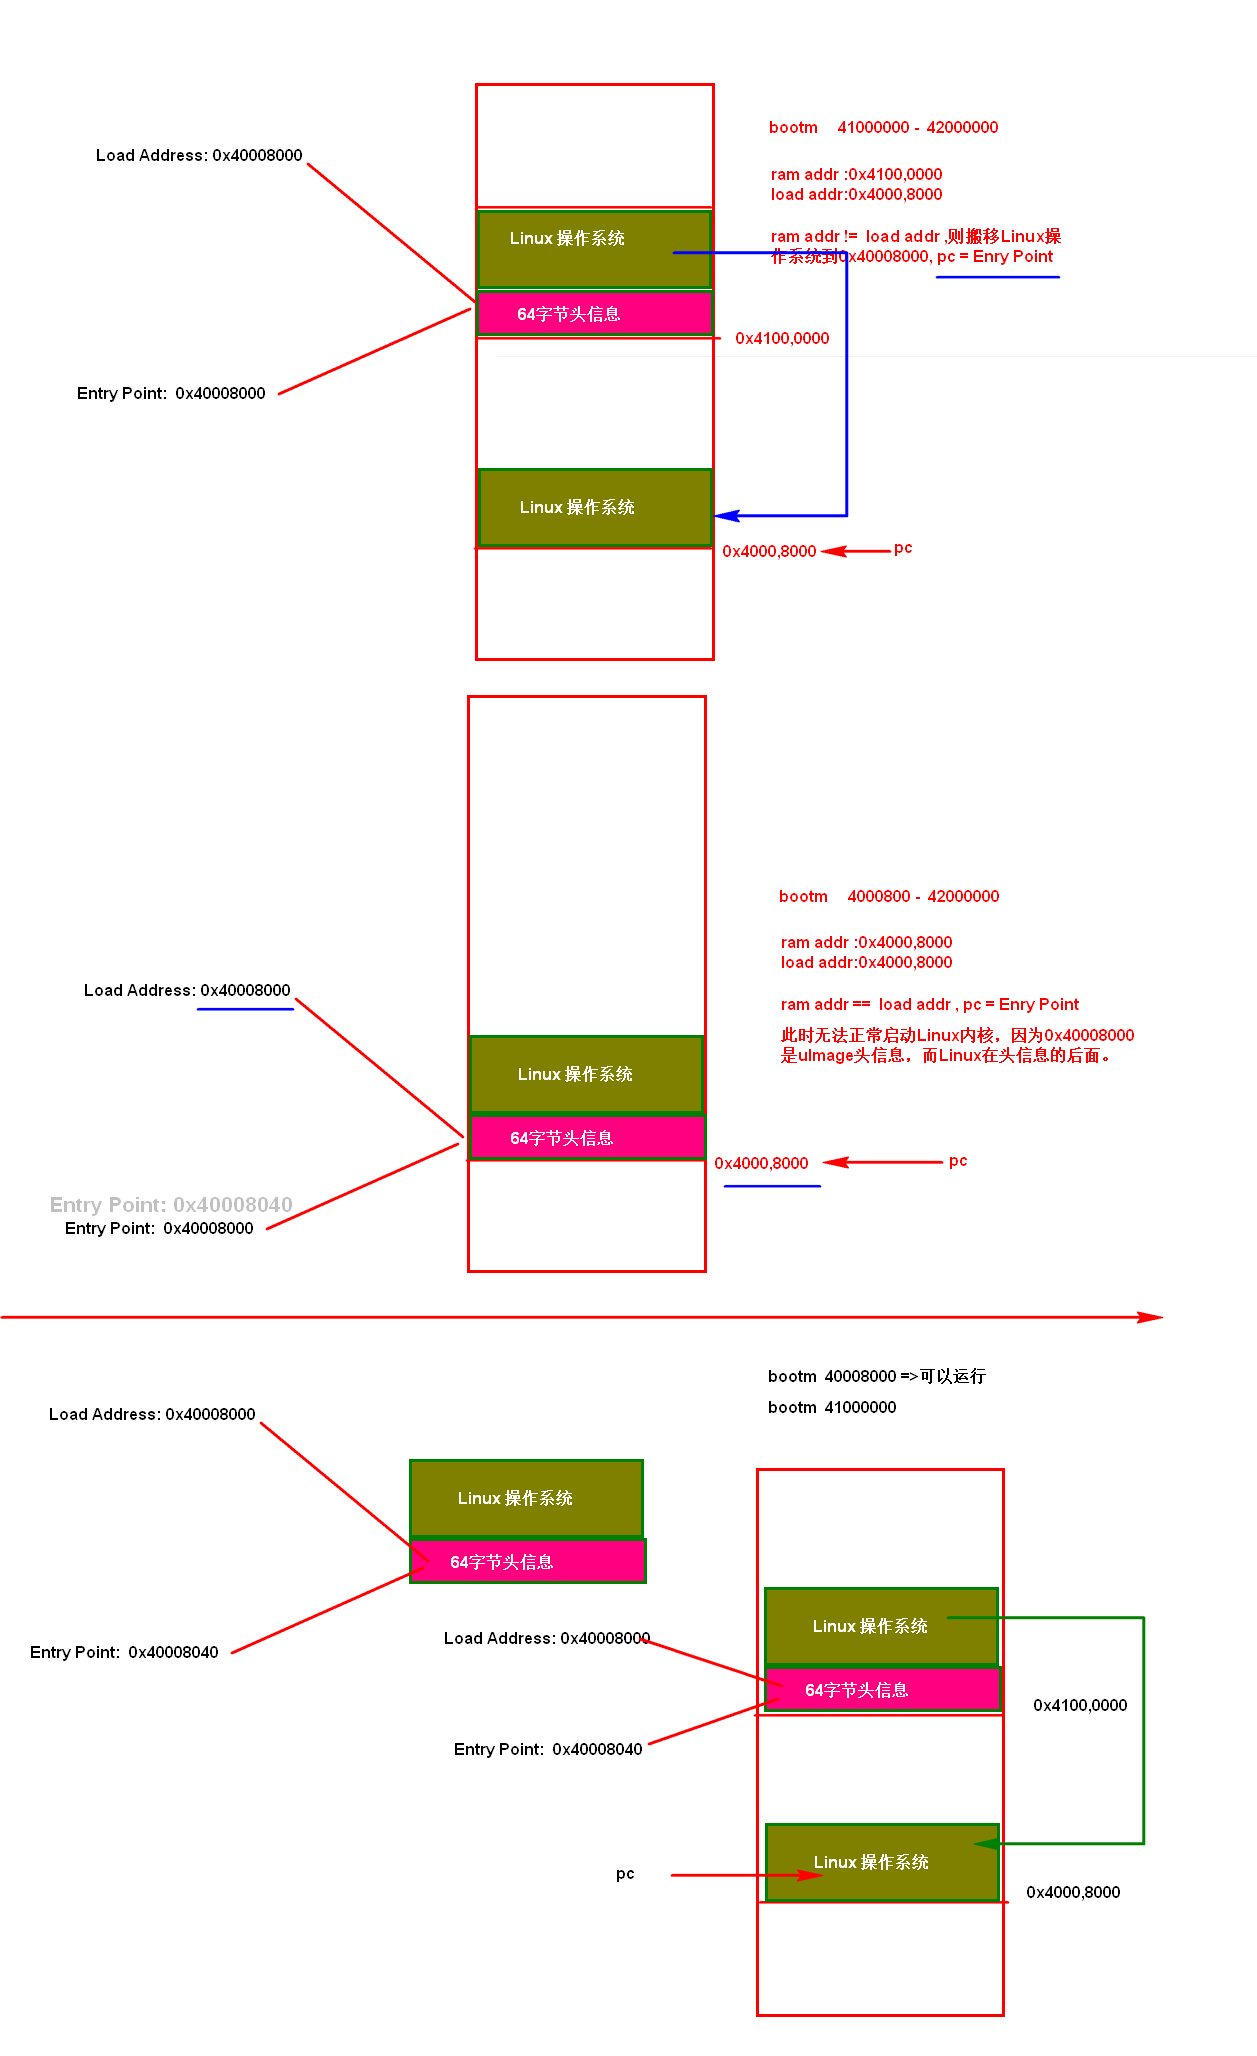 bootm 41000000 - 42000000
Load Address: 0x40008000
ram addr :0x4100,0000
load addr:0x4000,8000
Linux 操作系统
ram addr != load addr ,则搬移Linux操
作系统到0x40008000, pc = Enry Point
64字节头信息
0x4100,0000
Entry Point: 0x40008000
Linux 操作系统
0x4000,8000
pc
bootm 4000800 - 42000000
ram addr :0x4000,8000
load addr:0x4000,8000
Load Address: 0x40008000
ram addr == load addr , pc = Enry Point
此时无法正常启动Linux内核，因为0x40008000
是uImage头信息，而Linux在头信息的后面。
Linux 操作系统
64字节头信息
0x4000,8000
pc
Entry Point: 0x40008040
Entry Point: 0x40008000
bootm 40008000 =>可以运行
bootm 41000000
Load Address: 0x40008000
Linux 操作系统
64字节头信息
Entry Point: 0x40008040
Load Address: 0x40008000
Linux 操作系统
64字节头信息
0x4100,0000
Entry Point: 0x40008040
Linux 操作系统
pc
0x4000,8000